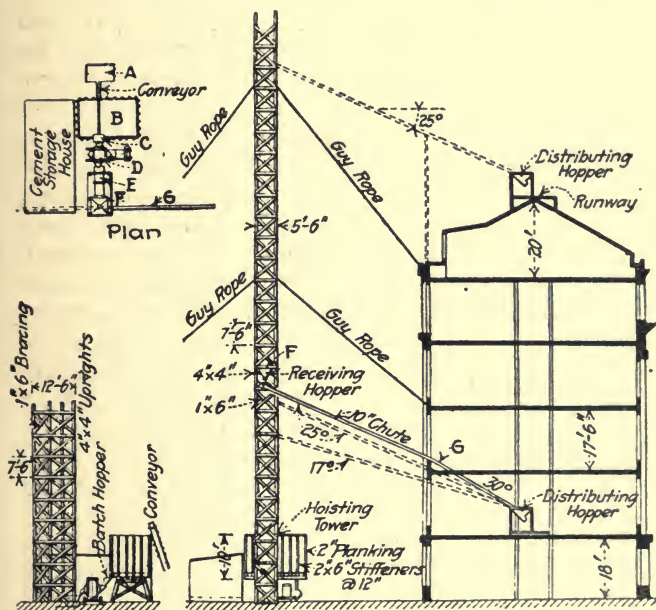 A
Conveyor
B
C
D
E
F
G
Cement
Storage
House
Plan
Guy Rope
Guy Rope
25°
Distributing
Hopper
Runway
20'
5'-6"
Guy Rope
Guy Rope
7'-6"
F
4"x4"
Receiving
Hopper
1"x6"
10" Chute
25°
G
17°
30°
17'-6"
Distributing
Hopper
18'
Hoisting
Tower
2" Planking
2"x6" Stiffeners
@ 12"
10'
1"x6" Bracing
12'-6"
4"x4" Uprights
7'-6"
Batch Hopper
Conveyor